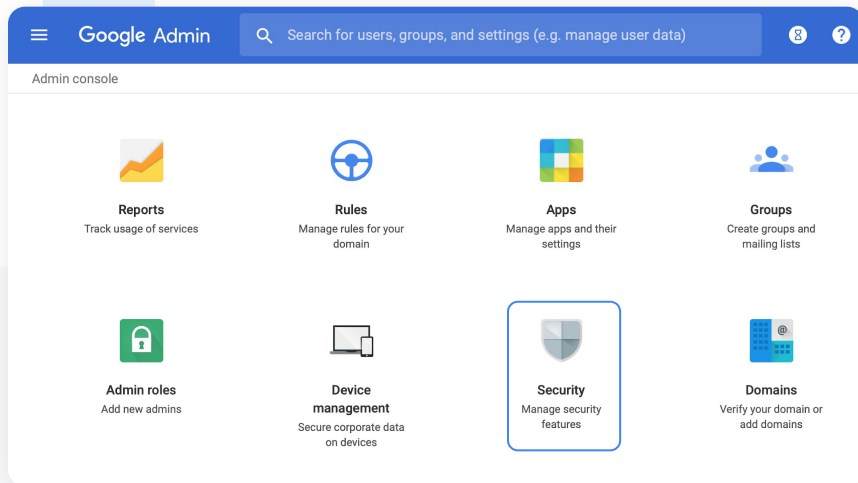 Google Admin
Search for users, groups, and settings (e.g. manage user data)
?
Admin console
Reports
Track usage of services
Rules
Manage rules for your
domain
Apps
Manage apps and their
settings
Groups
Create groups and
mailing lists
Admin roles
Add new admins
Device
management
Secure corporate data
on devices
Security
Manage security
features
@
Domains
Verify your domain or
add domains